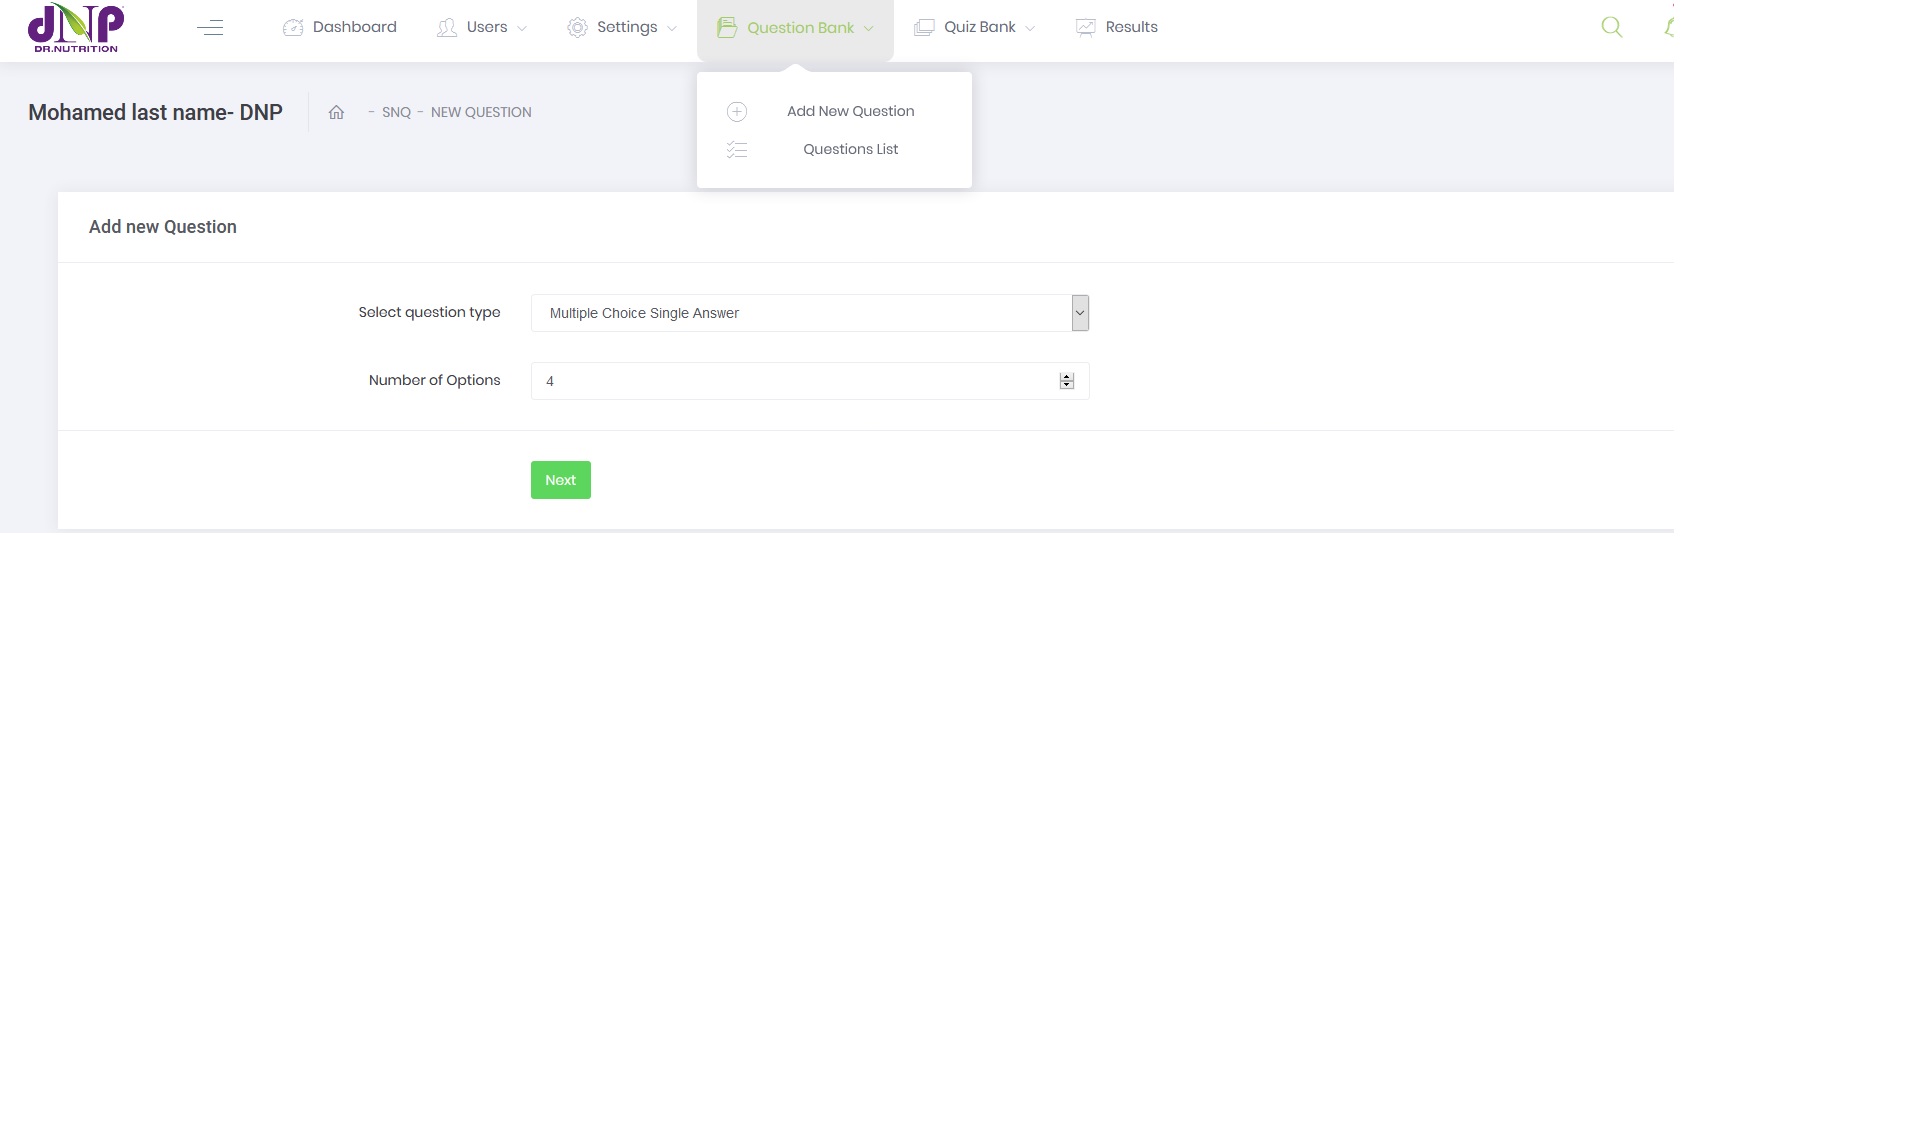 dNP
DR.NUTRITION
Dashboard
Users
Settings
Question Bank
Quiz Bank
Results
Mohamed last name- DNP
- SNQ - NEW QUESTION
Add New Question
Questions List
Add new Question
Select question type
Multiple Choice Single Answer
Number of Options
4
Next